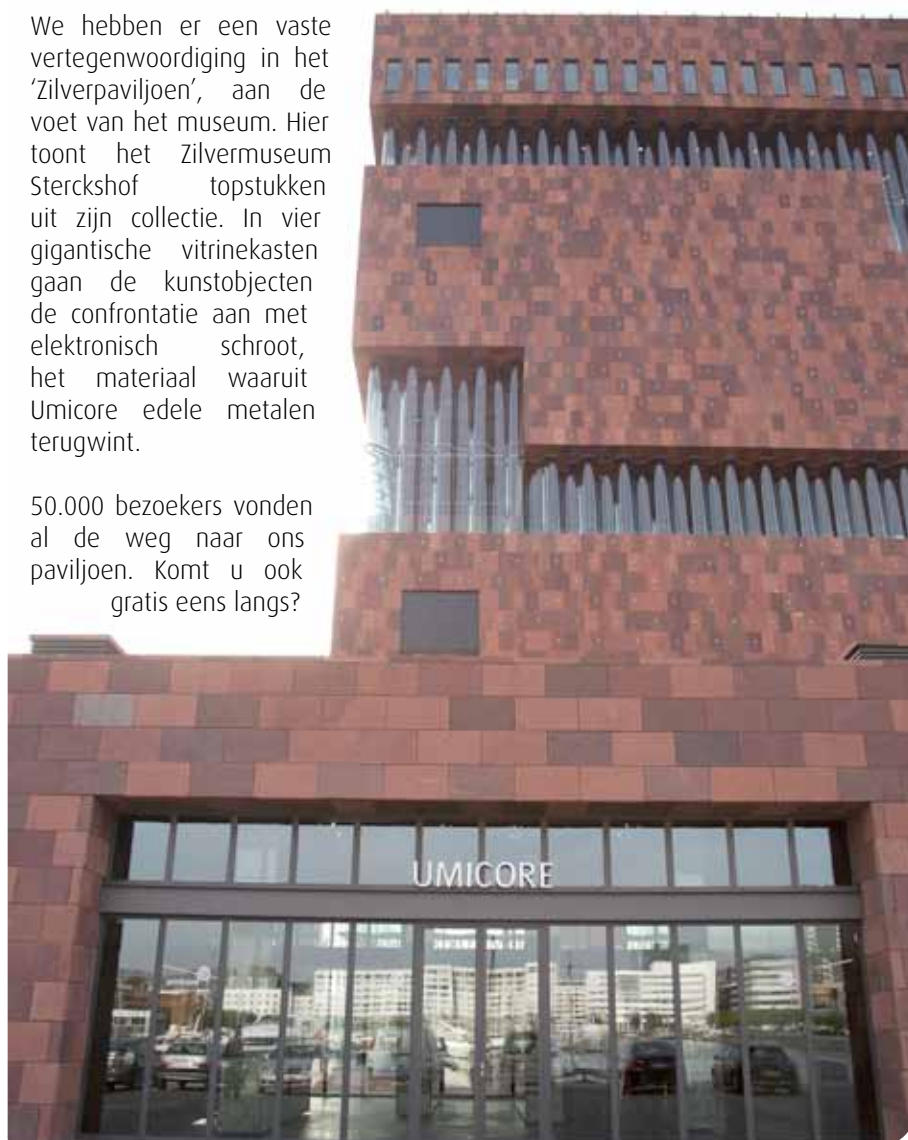 We hebben er een vaste
vertegenwoordiging in het
‘Zilverpaviljoen’, aan de
voet van het museum. Hier
toont het Zilvermuseum
Sterckshof topstukken
uit zijn collectie. In vier
gigantische vitrinekasten
gaan de kunstobjecten
de confrontatie aan met
elektronisch schroot,
het materiaal waaruit
Umicore edele metalen
terugwint.
50.000 bezoekers vonden
al de weg naar ons
paviljoen. Komt u ook
gratis eens langs?
UMICORE